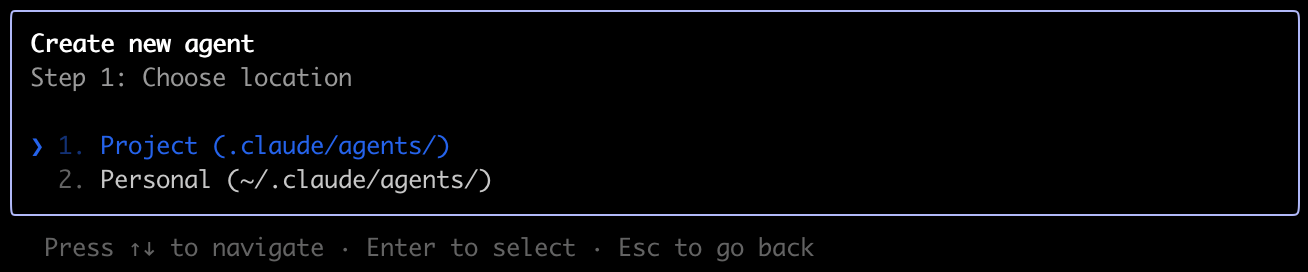 Create new agent
Step 1: Choose location
❯ 1. Project (.claude/agents/)
2. Personal (~/.claude/agents/)
Press ↑↓ to navigate · Enter to select · Esc to go back